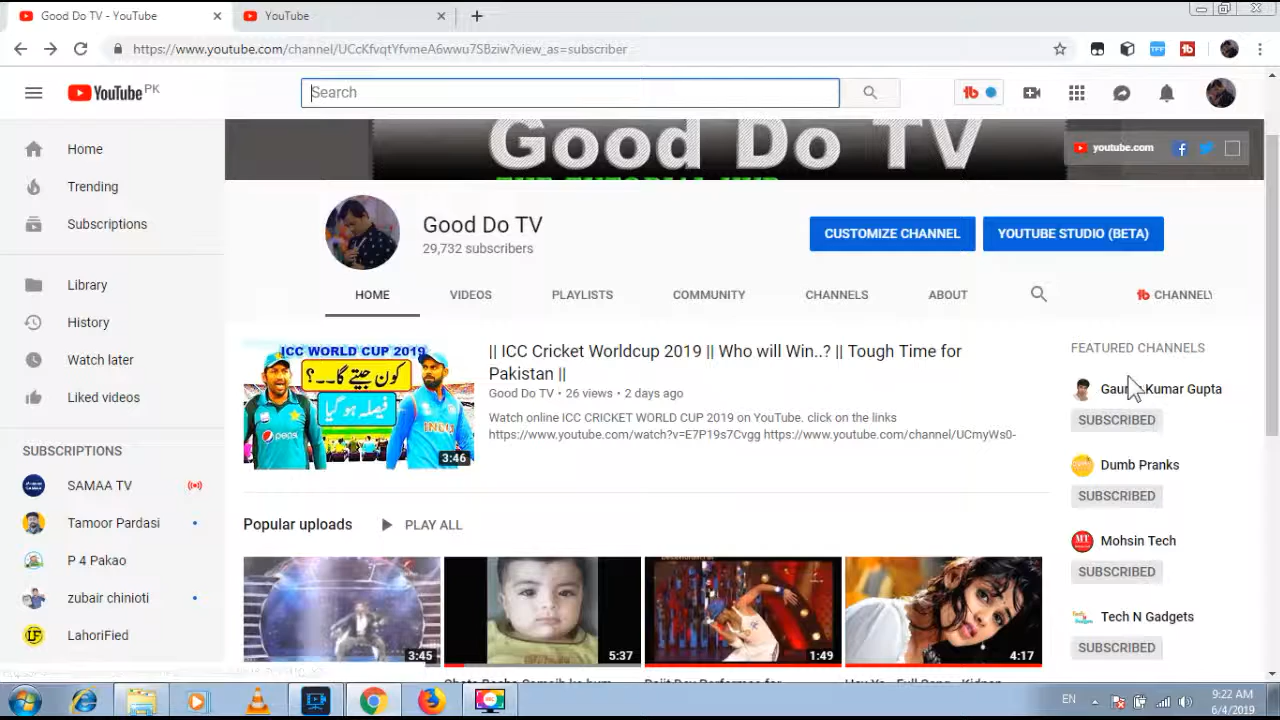 Good Do TV - YouTube
YouTube
https://www.youtube.com/channel/UCcKfvqtYfvmeA6wwu7SBziw?view_as=subscriber
YouTube PK
Search
Home
Trending
Subscriptions
Library
History
Watch later
Liked videos
SUBSCRIPTIONS
SAMAA TV
Tamoor Pardasi
P 4 Pakao
zubair chinioti
LahoriFied
Good Do TV
youtube.com
Good Do TV
29,732 subscribers
CUSTOMIZE CHANNEL
YOUTUBE STUDIO (BETA)
HOME VIDEOS PLAYLISTS COMMUNITY CHANNELS ABOUT CHANNELY
ICC WORLD CUP 2019
کون جیتے گا۔۔؟
فیصلہ ہو گیا
pepsi
INDIA
3:46
|| ICC Cricket Worldcup 2019 || Who will Win..? || Tough Time for
Pakistan ||
Good Do TV • 26 views • 2 days ago
Watch online ICC CRICKET WORLD CUP 2019 on YouTube. click on the links
https://www.youtube.com/watch?v=E7P19s7Cvgg https://www.youtube.com/channel/UCmyWs0-
Popular uploads
PLAY ALL
3:45
5:37
1:49
4:17
FEATURED CHANNELS
Kumar Gupta
SUBSCRIBED
Dumb Pranks
SUBSCRIBED
Mohsin Tech
SUBSCRIBED
Tech N Gadgets
SUBSCRIBED
EN
9:22 AM
6/4/2019